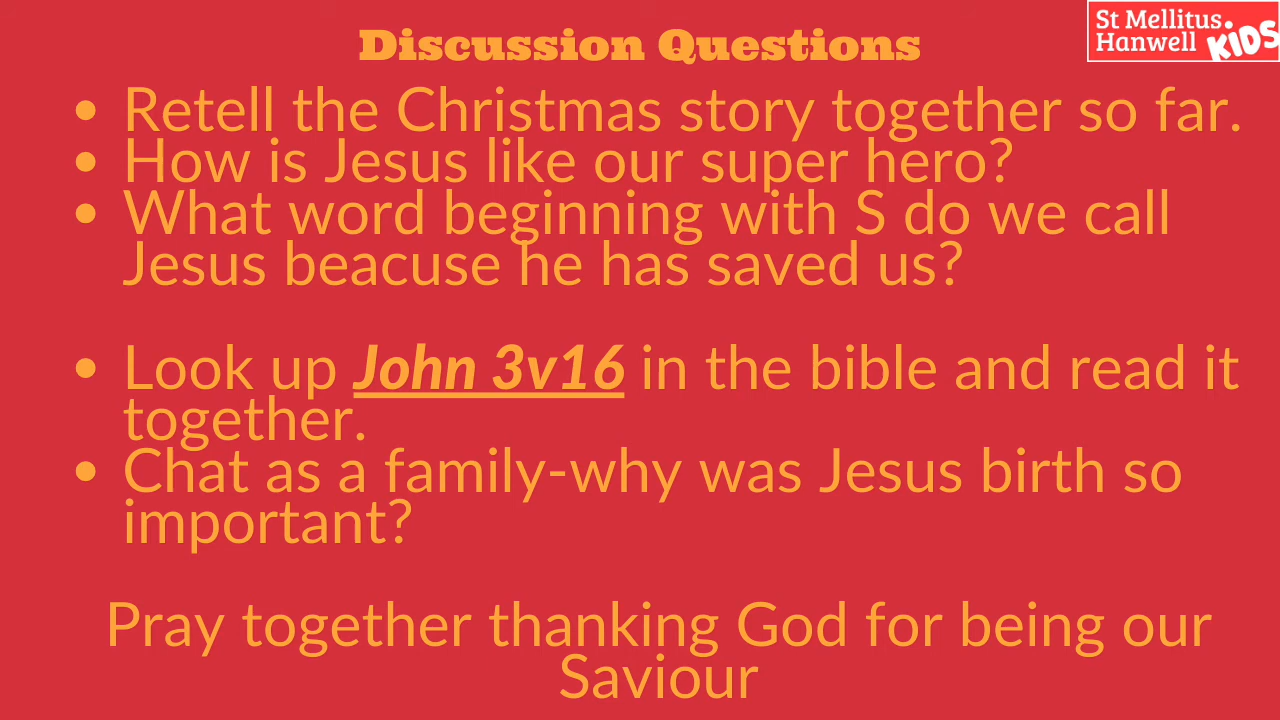 St Mellitus
Hanwell KIDS
Discussion Questions
• Retell the Christmas story together so far.
• How is Jesus like our super hero?
• What word beginning with S do we call
Jesus beacuse he has saved us?
• Look up John 3v16 in the bible and read it
together.
• Chat as a family-why was Jesus birth so
important?
Pray together thanking God for being our
Saviour